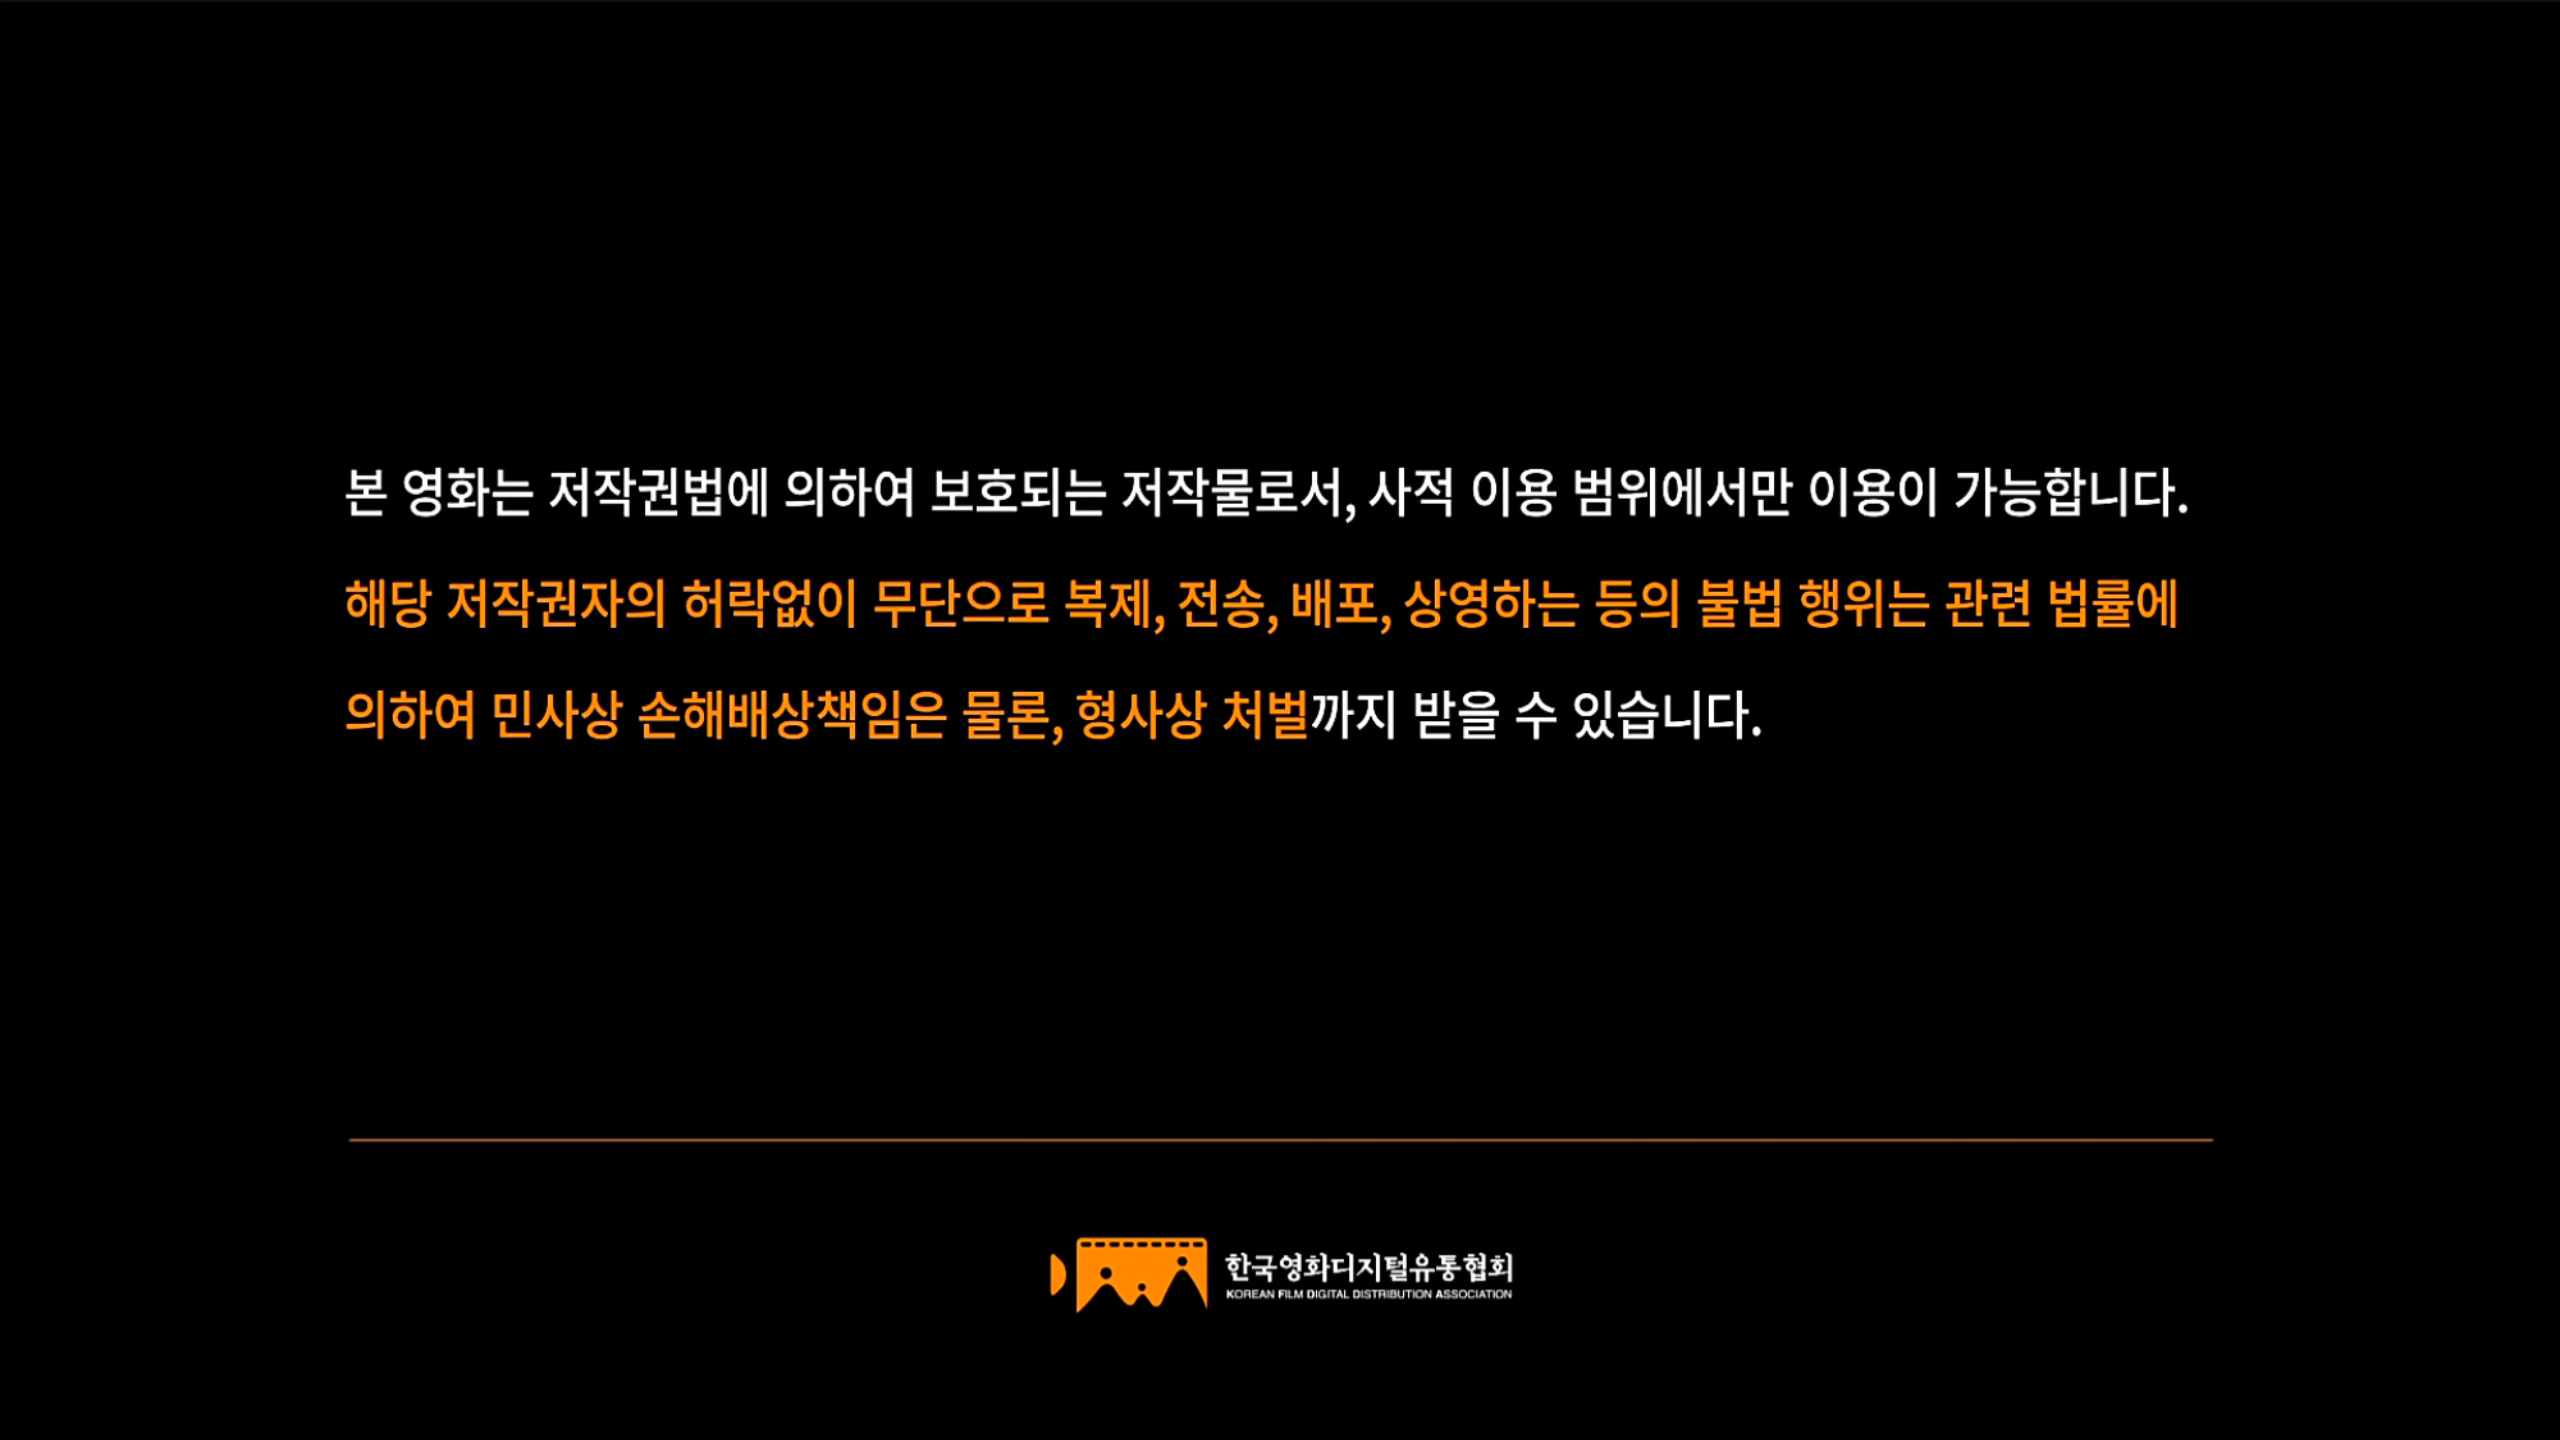 본 영화는 저작권법에 의하여 보호되는 저작물로서, 사적 이용 범위에서만 이용이 가능합니다.
해당 저작권자의 허락없이 무단으로 복제, 전송, 배포, 상영하는 등의 불법 행위는 관련 법률에
의하여 민사상 손해배상책임은 물론, 형사상 처벌까지 받을 수 있습니다.
한국영화디지털유통협회
KOREAN FILM DIGITAL DISTRIBUTION ASSOCIATION